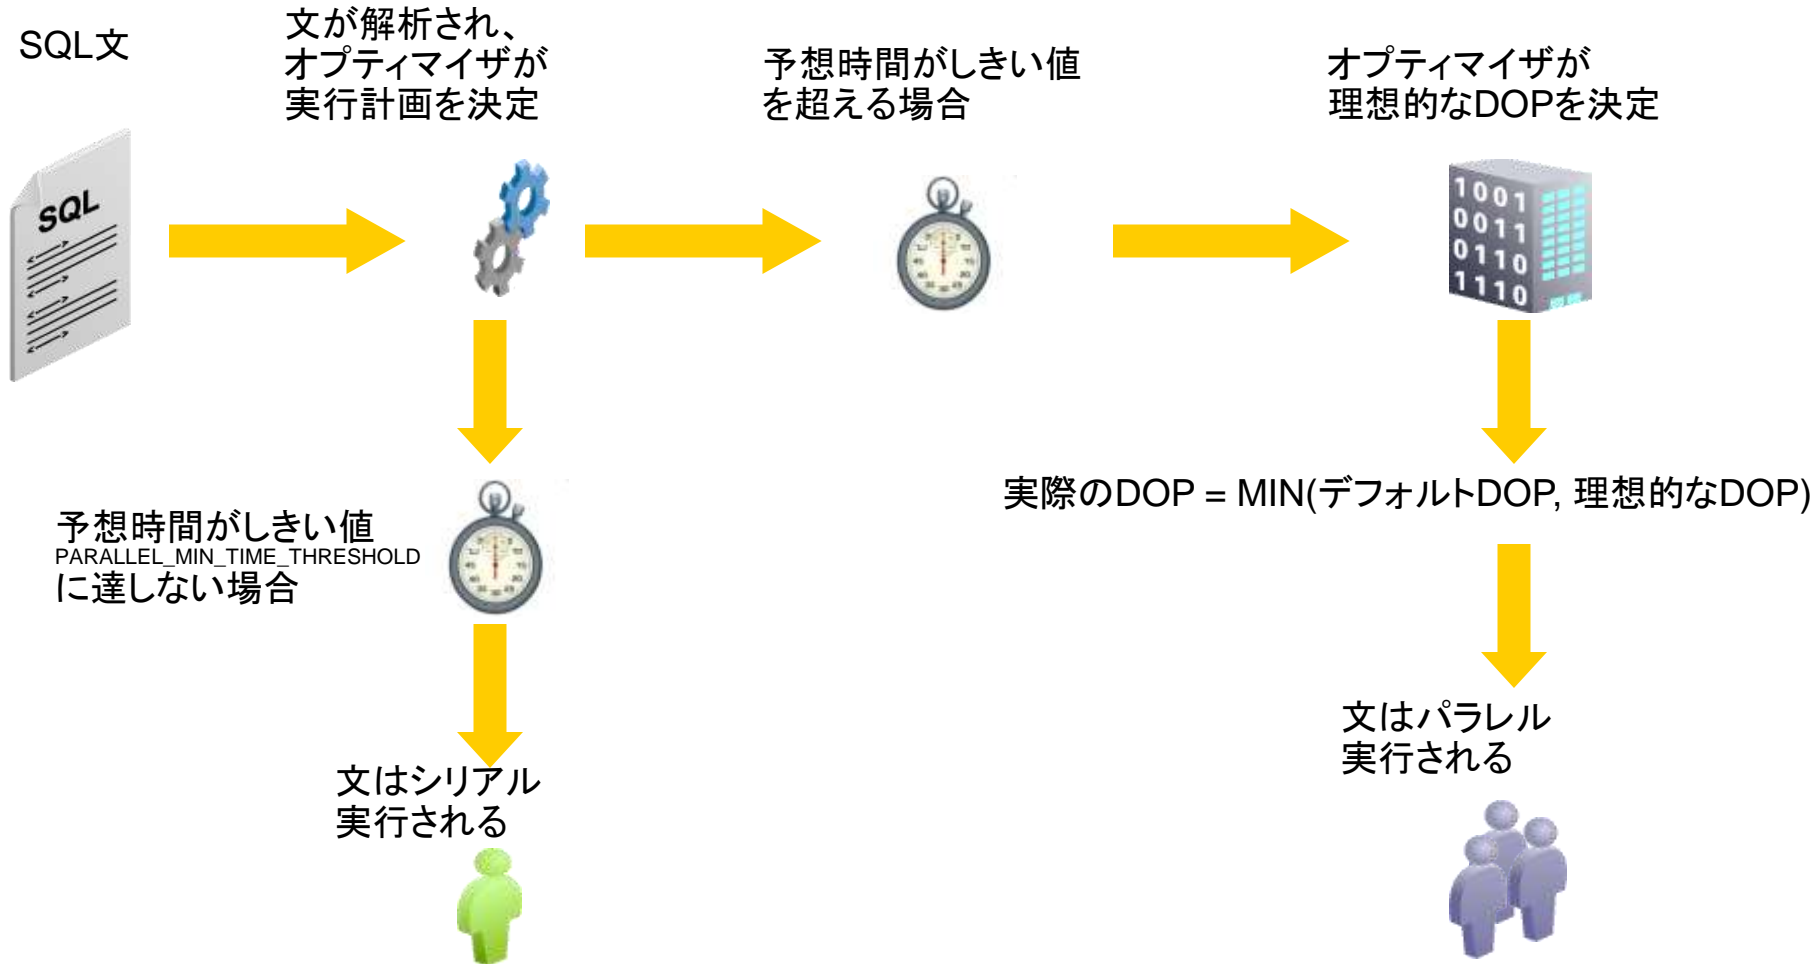 SQL文
文が解析され、
オプティマイザが
実行計画を決定
予想時間がしきい値
を超える場合
オプティマイザが
理想的なDOPを決定
SQL
1001
0011
0110
1110
実際のDOP = MIN(デフォルトDOP, 理想的なDOP)
予想時間がしきい値
PARALLEL_MIN_TIME_THRESHOLD
に達しない場合
文はパラレル
実行される
文はシリアル
実行される